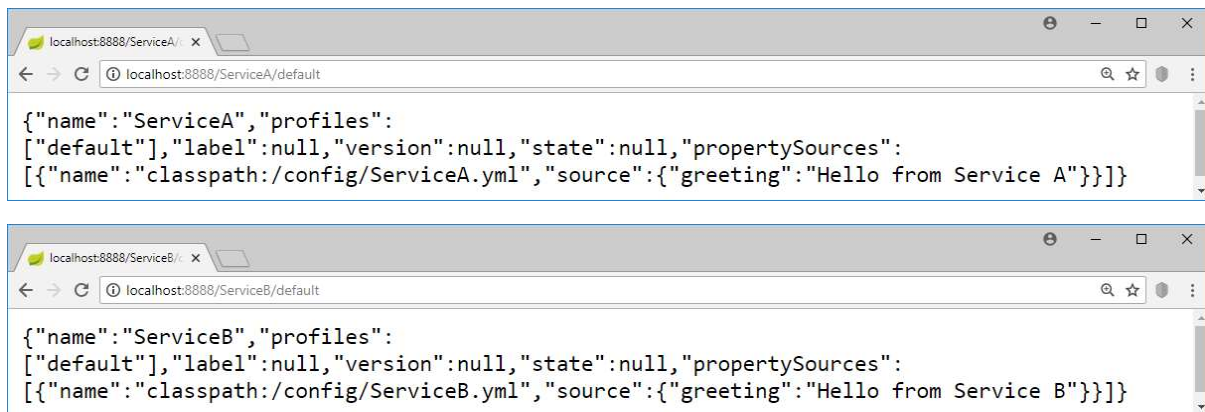 localhost:8888/ServiceA/
localhost:8888/ServiceA/default
{"name":"ServiceA","profiles":
["default"],"label":null,"version":null,"state":null,"propertySources":
[{"name":"classpath:/config/ServiceA.yml","source":{"greeting":"Hello from Service A"}}]}
localhost:8888/ServiceB/
localhost:8888/ServiceB/default
{"name":"ServiceB","profiles":
["default"],"label":null,"version":null,"state":null,"propertySources":
[{"name":"classpath:/config/ServiceB.yml","source":{"greeting":"Hello from Service B"}}]}